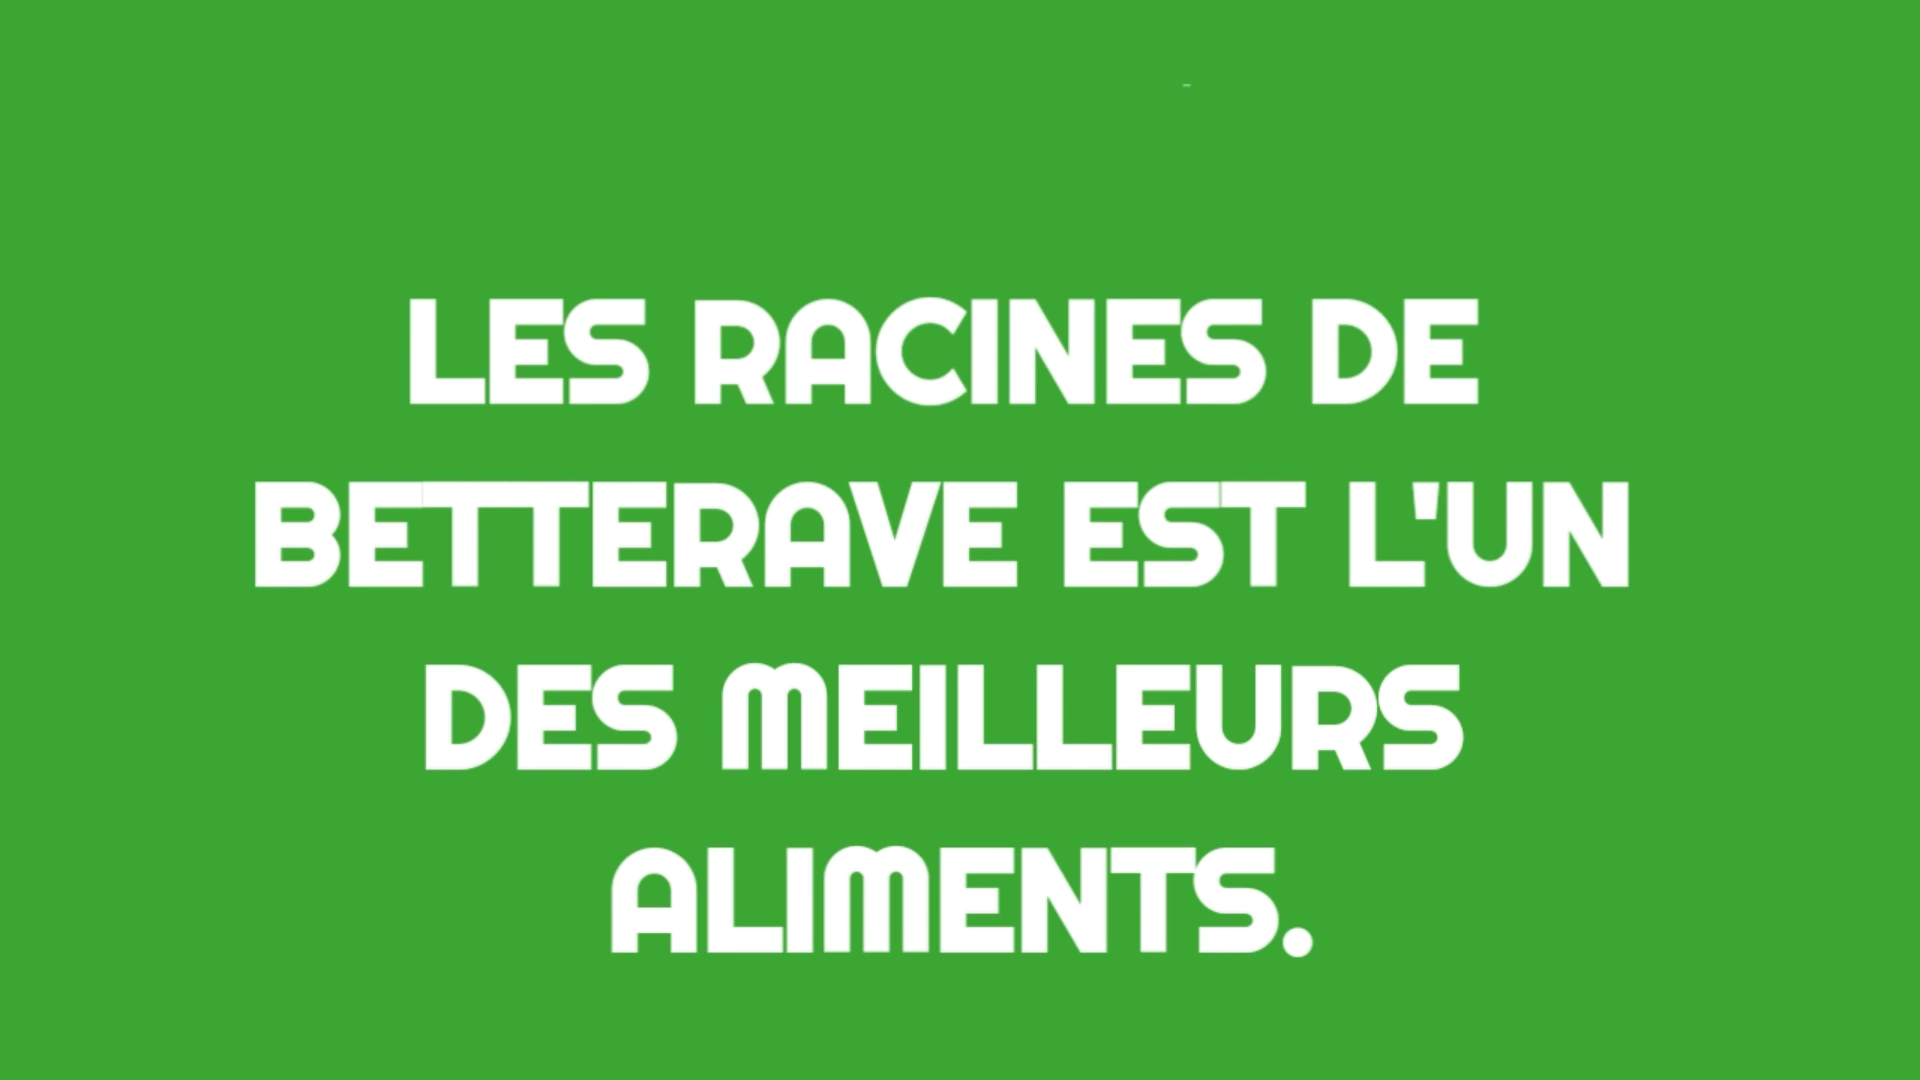 LES RACINES DE
BETTERAVE EST L'UN
DES MEILLEURS
ALIMENTS.